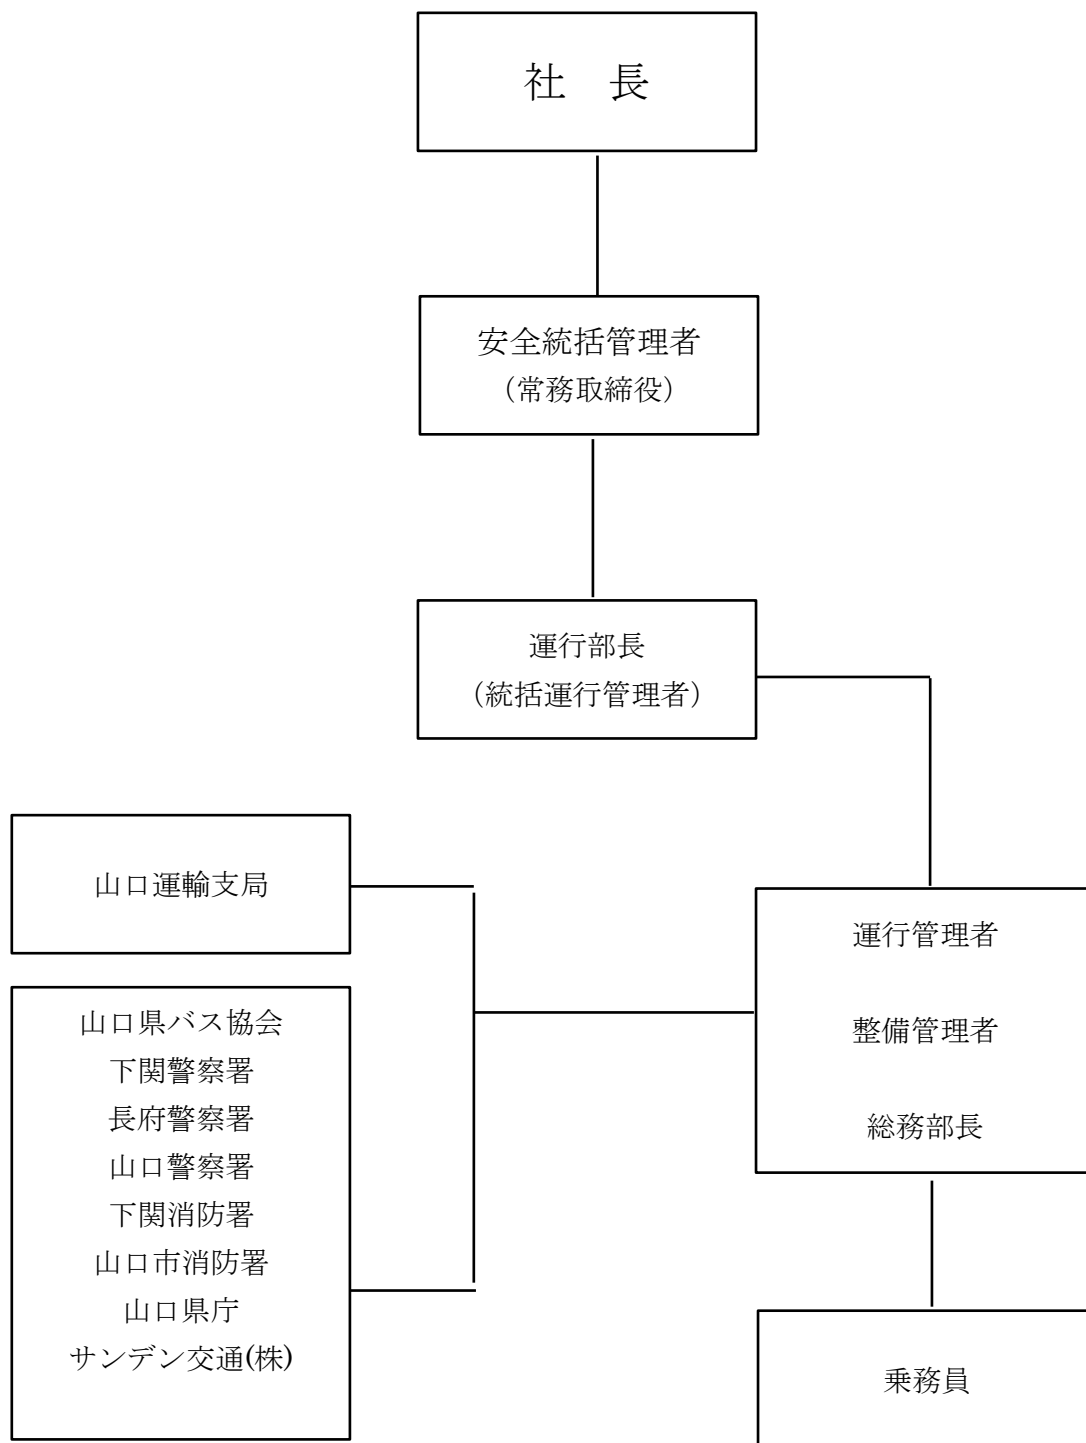 社　長
安全統括管理者
（常務取締役）
運行部長
（統括運行管理者）
山口運輸支局
山口県バス協会
下関警察署
長府警察署
山口警察署
下関消防署
山口市消防署
山口県庁
サンデン交通(株)
運行管理者
整備管理者
総務部長
乗務員